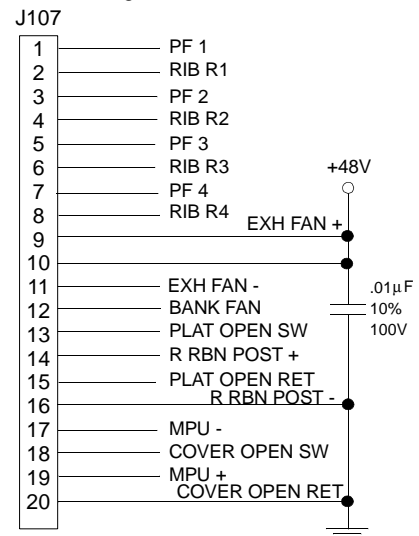 J107
1 PF 1
2 RIB R1
3 PF 2
4 RIB R2
5 PF 3
6 RIB R3
+48V
7 PF 4
8 RIB R4
EXH FAN +
9
10
11 EXH FAN -
.01µF
12 BANK FAN
10%
13 PLAT OPEN SW
100V
14 R RBN POST +
15 PLAT OPEN RET
R RBN POST -
16
17 MPU -
18 COVER OPEN SW
19 MPU +
COVER OPEN RET
20